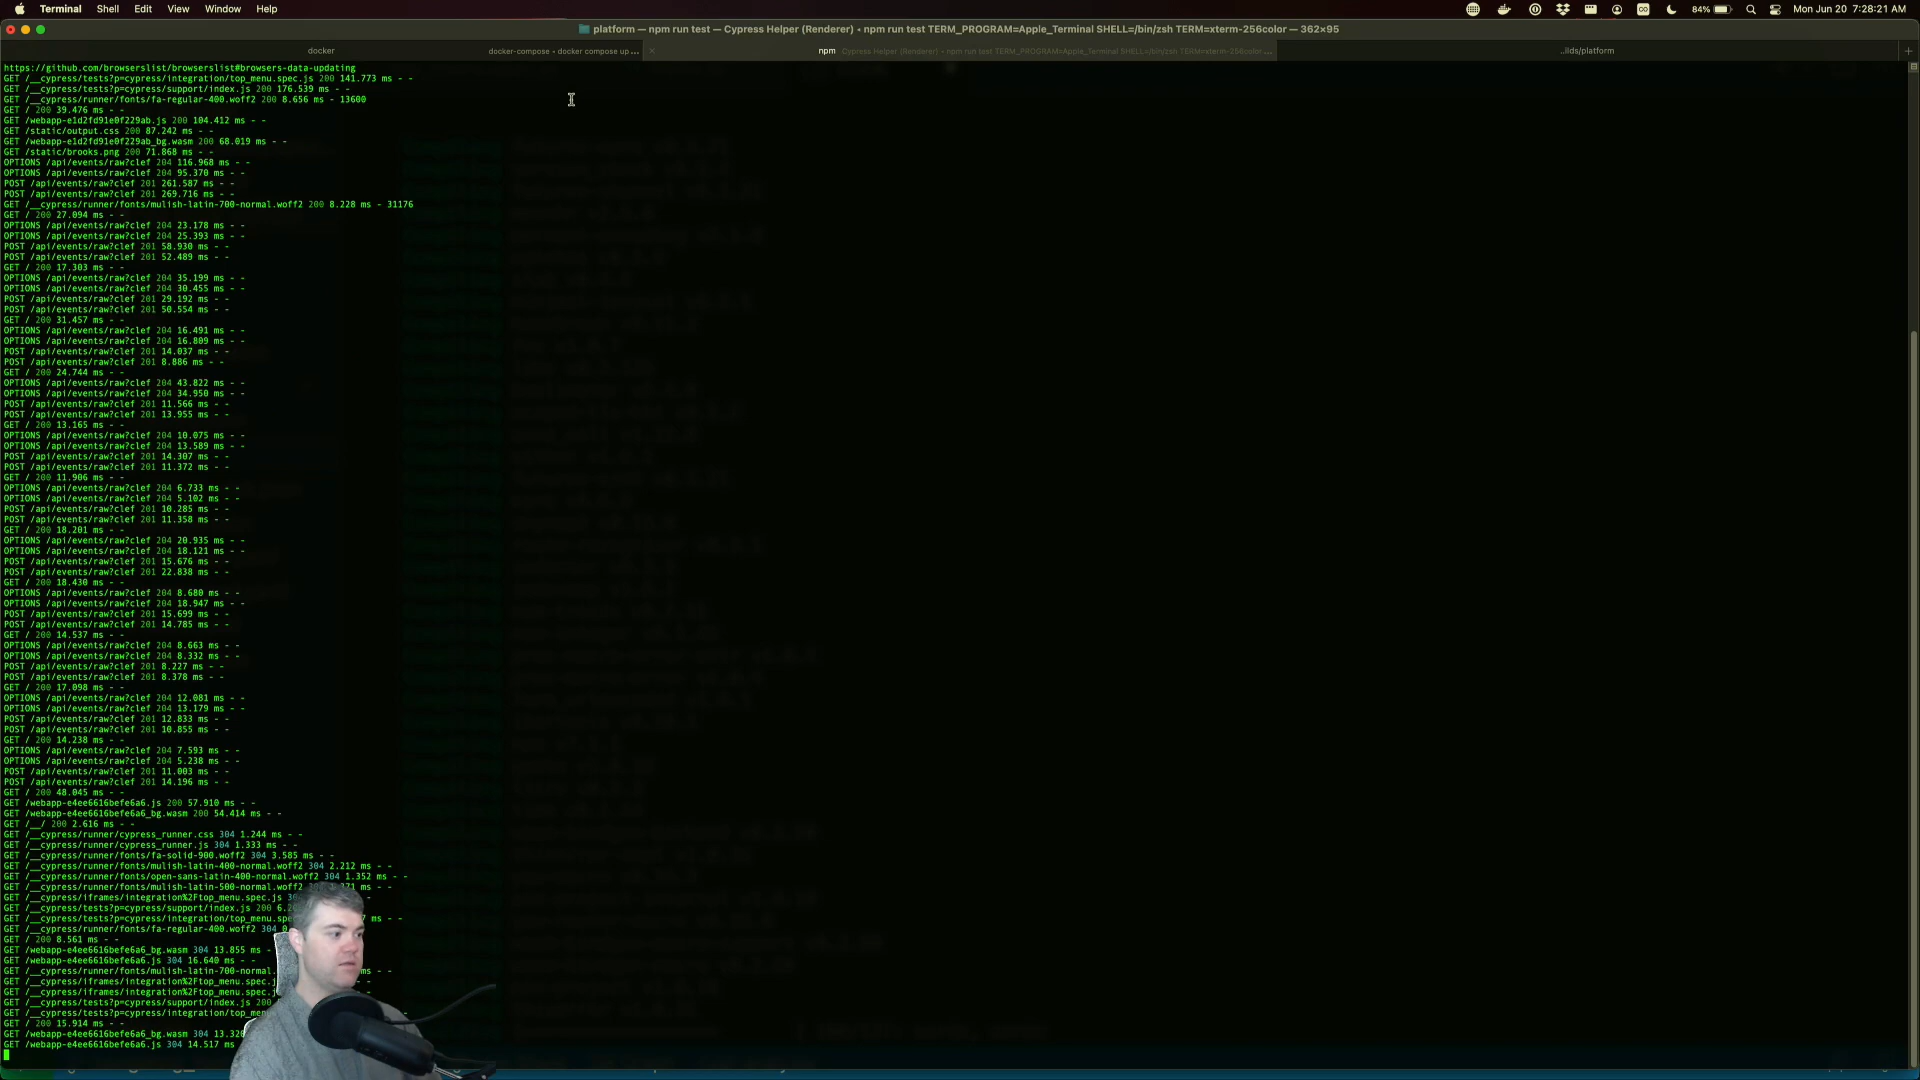 Terminal Shell Edit View Window Help 84% Mon Jun 20 7:28:21 AM
platform — npm run test — Cypress Helper (Renderer) • npm run test TERM_PROGRAM=Apple_Terminal SHELL=/bin/zsh TERM=xterm-256color — 362×95
docker docker-compose • docker compose up ... npm Cypress Helper (Renderer) • npm run test TERM_PROGRAM=Apple_Terminal SHELL=/bin/zsh TERM=xterm-256color ... ..ilds/platform
https://github.com/browserslist/browserslist#browsers-data-updating
GET /__cypress/tests?p=cypress/integration/top_menu.spec.js 200 141.773 ms - -
GET /__cypress/tests?p=cypress/support/index.js 200 176.539 ms - -
GET /__cypress/runner/fonts/fa-regular-400.woff2 200 8.656 ms - 13600
GET / 200 39.476 ms - -
GET /webapp-e1d2fd91e0f229ab.js 200 104.412 ms - -
GET /static/output.css 200 87.242 ms - -
GET /webapp-e1d2fd91e0f229ab_bg.wasm 200 68.019 ms - -
GET /static/brooks.png 200 71.868 ms - -
OPTIONS /api/events/raw?clef 204 116.968 ms - -
OPTIONS /api/events/raw?clef 204 95.370 ms - -
POST /api/events/raw?clef 201 261.587 ms - -
POST /api/events/raw?clef 201 269.716 ms - -
GET /__cypress/runner/fonts/mulish-latin-700-normal.woff2 200 8.228 ms - 31176
GET / 200 27.094 ms - -
OPTIONS /api/events/raw?clef 204 23.178 ms - -
OPTIONS /api/events/raw?clef 204 25.393 ms - -
POST /api/events/raw?clef 201 58.930 ms - -
POST /api/events/raw?clef 201 52.489 ms - -
GET / 200 17.303 ms - -
OPTIONS /api/events/raw?clef 204 35.199 ms - -
OPTIONS /api/events/raw?clef 204 30.455 ms - -
POST /api/events/raw?clef 201 29.192 ms - -
POST /api/events/raw?clef 201 50.554 ms - -
GET / 200 31.457 ms - -
OPTIONS /api/events/raw?clef 204 16.491 ms - -
OPTIONS /api/events/raw?clef 204 16.809 ms - -
POST /api/events/raw?clef 201 14.037 ms - -
POST /api/events/raw?clef 201 8.886 ms - -
GET / 200 24.744 ms - -
OPTIONS /api/events/raw?clef 204 43.822 ms - -
OPTIONS /api/events/raw?clef 204 34.950 ms - -
POST /api/events/raw?clef 201 11.566 ms - -
POST /api/events/raw?clef 201 13.955 ms - -
GET / 200 13.165 ms - -
OPTIONS /api/events/raw?clef 204 10.075 ms - -
OPTIONS /api/events/raw?clef 204 13.589 ms - -
POST /api/events/raw?clef 201 14.307 ms - -
POST /api/events/raw?clef 201 11.372 ms - -
GET / 200 11.906 ms - -
OPTIONS /api/events/raw?clef 204 6.733 ms - -
OPTIONS /api/events/raw?clef 204 5.102 ms - -
POST /api/events/raw?clef 201 10.285 ms - -
POST /api/events/raw?clef 201 11.358 ms - -
GET / 200 18.201 ms - -
OPTIONS /api/events/raw?clef 204 20.935 ms - -
OPTIONS /api/events/raw?clef 204 18.121 ms - -
POST /api/events/raw?clef 201 15.676 ms - -
POST /api/events/raw?clef 201 22.838 ms - -
GET / 200 18.430 ms - -
OPTIONS /api/events/raw?clef 204 8.680 ms - -
OPTIONS /api/events/raw?clef 204 18.947 ms - -
POST /api/events/raw?clef 201 15.699 ms - -
POST /api/events/raw?clef 201 14.785 ms - -
GET / 200 14.537 ms - -
OPTIONS /api/events/raw?clef 204 8.663 ms - -
OPTIONS /api/events/raw?clef 204 8.332 ms - -
POST /api/events/raw?clef 201 8.227 ms - -
POST /api/events/raw?clef 201 8.378 ms - -
GET / 200 17.098 ms - -
OPTIONS /api/events/raw?clef 204 12.081 ms - -
OPTIONS /api/events/raw?clef 204 13.179 ms - -
POST /api/events/raw?clef 201 12.833 ms - -
POST /api/events/raw?clef 201 10.855 ms - -
GET / 200 14.238 ms - -
OPTIONS /api/events/raw?clef 204 7.593 ms - -
OPTIONS /api/events/raw?clef 204 5.238 ms - -
POST /api/events/raw?clef 201 11.003 ms - -
POST /api/events/raw?clef 201 14.196 ms - -
GET / 200 48.045 ms - -
GET /webapp-e4ee6616befe6a6.js 200 57.910 ms - -
GET /webapp-e4ee6616befe6a6_bg.wasm 200 54.414 ms - -
GET /__/ 200 2.616 ms - -
GET /__cypress/runner/cypress_runner.css 304 1.244 ms - -
GET /__cypress/runner/cypress_runner.js 304 1.333 ms - -
GET /__cypress/runner/fonts/fa-solid-900.woff2 304 3.585 ms - -
GET /__cypress/runner/fonts/mulish-latin-400-normal.woff2 304 2.212 ms - -
GET /__cypress/runner/fonts/open-sans-latin-400-normal.woff2 304 1.352 ms - -
GET /__cypress/runner/fonts/mulish-latin-500-normal.woff2 ms - -
GET /__cypress/iframes/integration%2Ftop_menu.spec.js - -
GET /__cypress/tests?p=cypress/support/index.js 200
GET /__cypress/tests?p=cypress/integration/top_menu.spe ms - -
GET /__cypress/runner/fonts/fa-regular-400.woff2 304
GET / 200 8.561 ms - -
GET /webapp-e4ee6616befe6a6_bg.wasm 304 13.855 ms -
GET /webapp-e4ee6616befe6a6.js 304 16.640 ms - -
GET /__cypress/runner/fonts/mulish-latin-700-normal. ms - -
GET /__cypress/iframes/integration%2Ftop_menu.spec.j - -
GET /__cypress/iframes/integration%2Ftop_menu.spec.j - -
GET /__cypress/tests?p=cypress/support/index.js 200 - -
GET /__cypress/tests?p=cypress/integration/top_men - -
GET / 200 15.914 ms - -
GET /webapp-e4ee6616befe6a6_bg.wasm 304 13.320
GET /webapp-e4ee6616befe6a6.js 304 14.517 ms